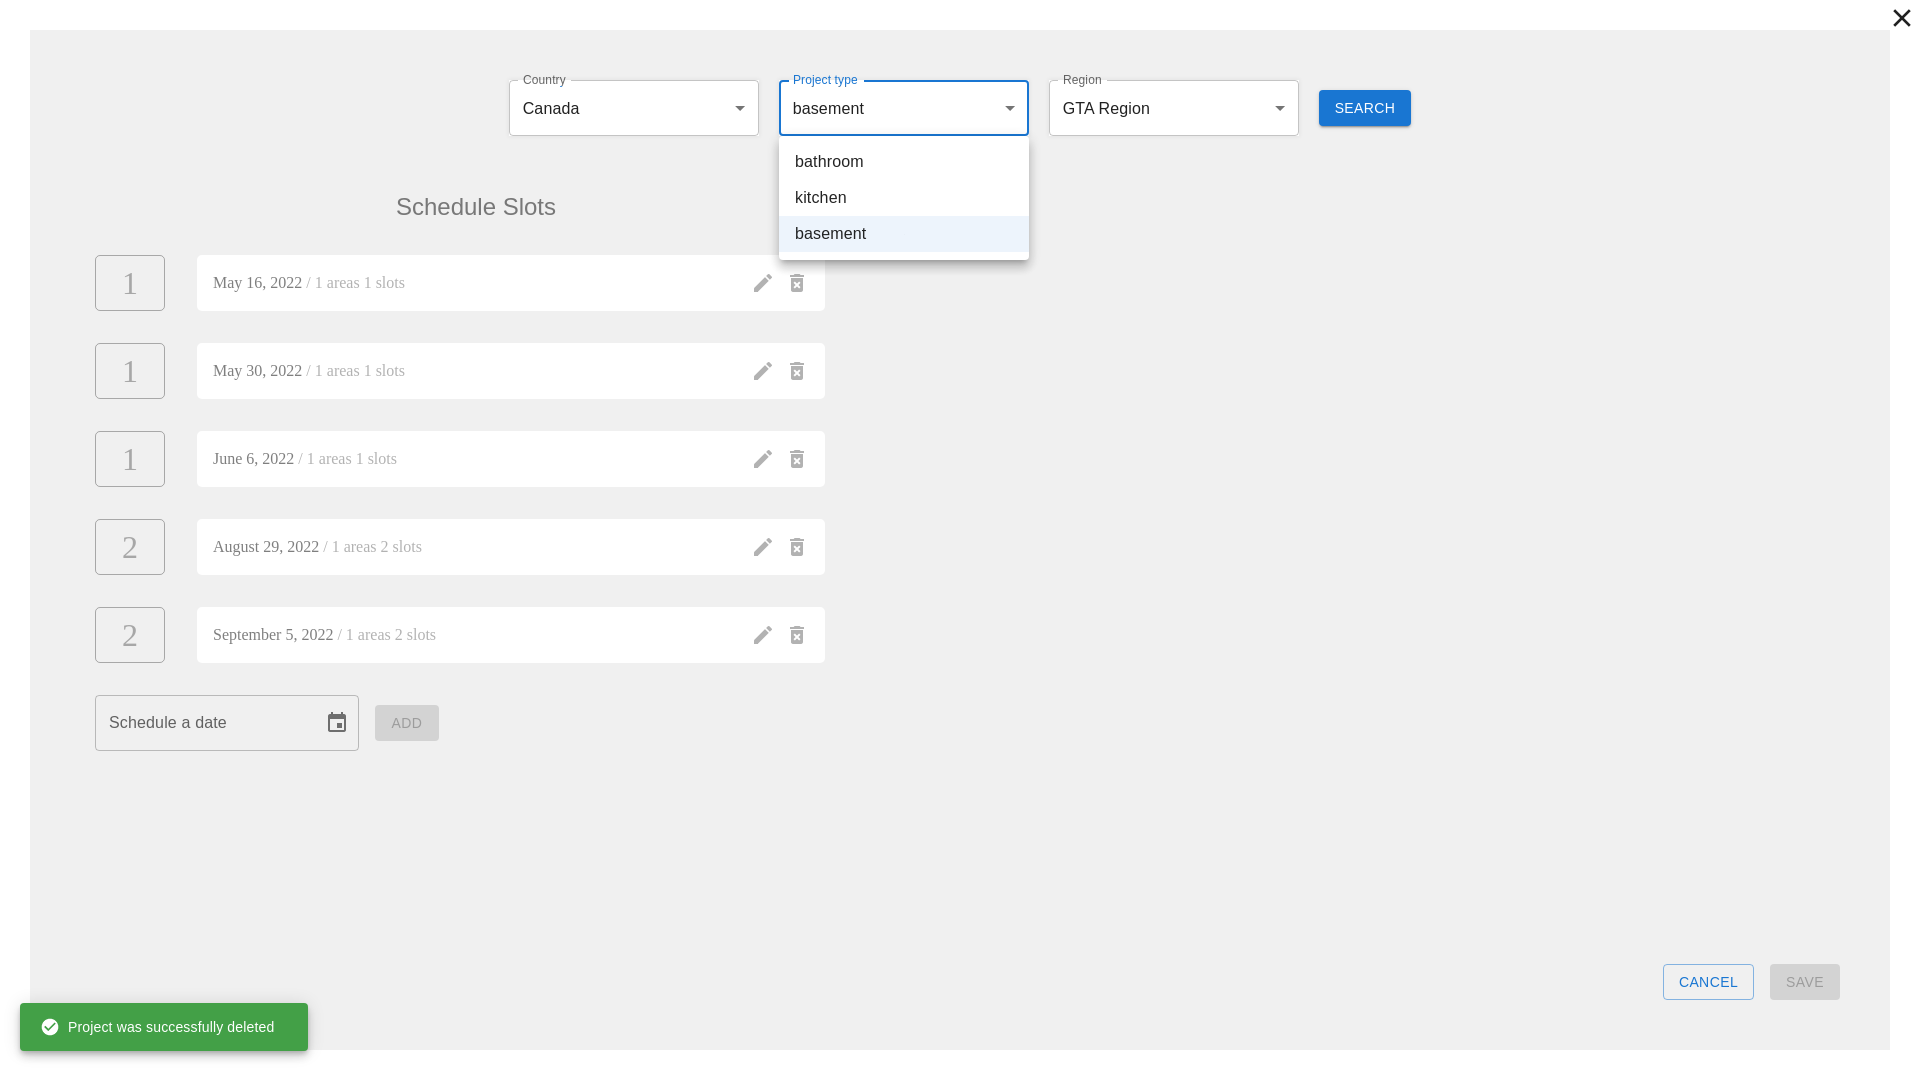 Country
Canada
Project type
basement
Region
GTA Region
SEARCH
bathroom
kitchen
basement
Schedule Slots
1
May 16, 2022 / 1 areas 1 slots
1
May 30, 2022 / 1 areas 1 slots
1
June 6, 2022 / 1 areas 1 slots
2
August 29, 2022 / 1 areas 2 slots
2
September 5, 2022 / 1 areas 2 slots
Schedule a date
ADD
CANCEL
SAVE
Project was successfully deleted